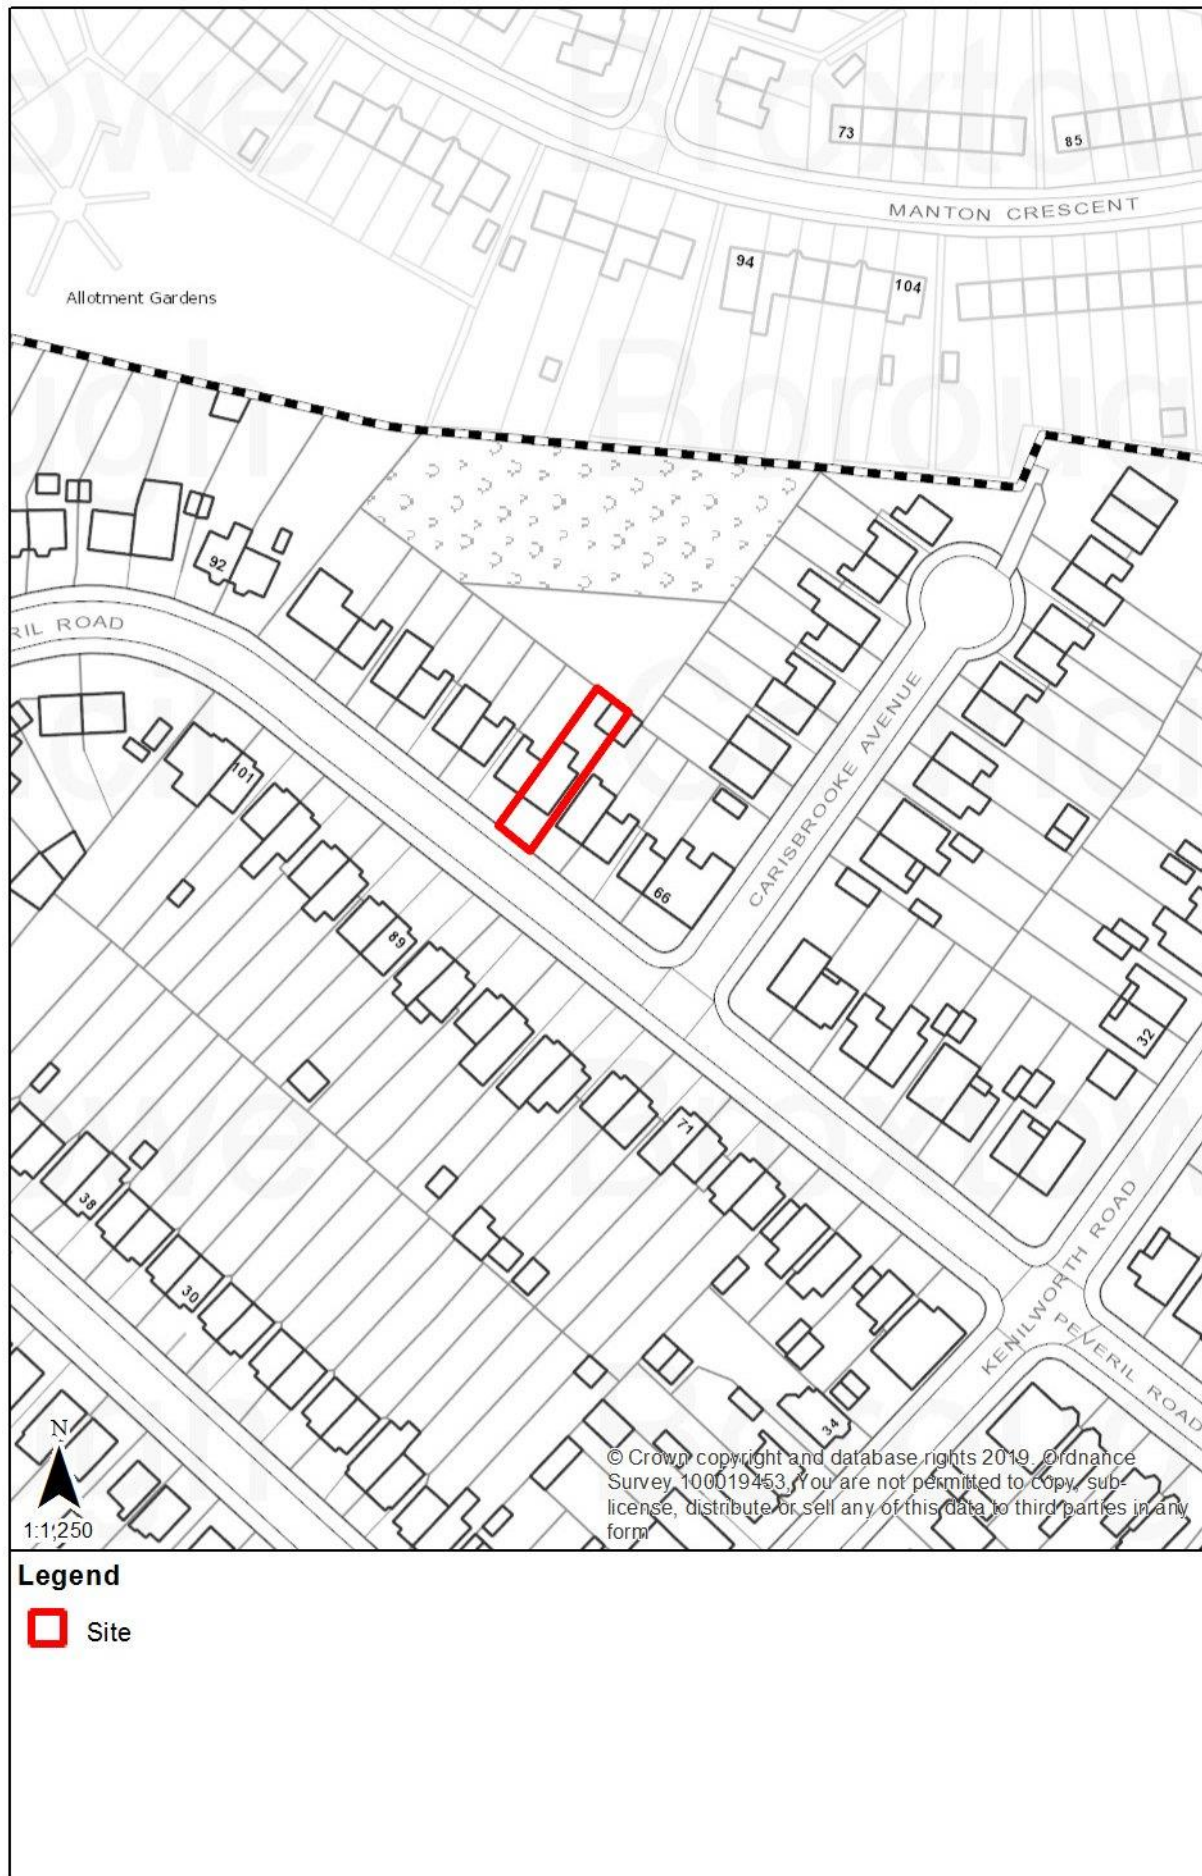 73
85
MANTON CRESCENT
94
104
Allotment Gardens
92
RIL ROAD
101
CARISBROOKE AVENUE
66
89
32
71
38
30
KENILWORTH ROAD
PEVERIL ROAD
34
N
1:1,250
© Crown copyright and database rights 2019. Ordnance
Survey 100019453. You are not permitted to copy, sub-
license, distribute or sell any of this data to third parties in any
form
Legend
Site